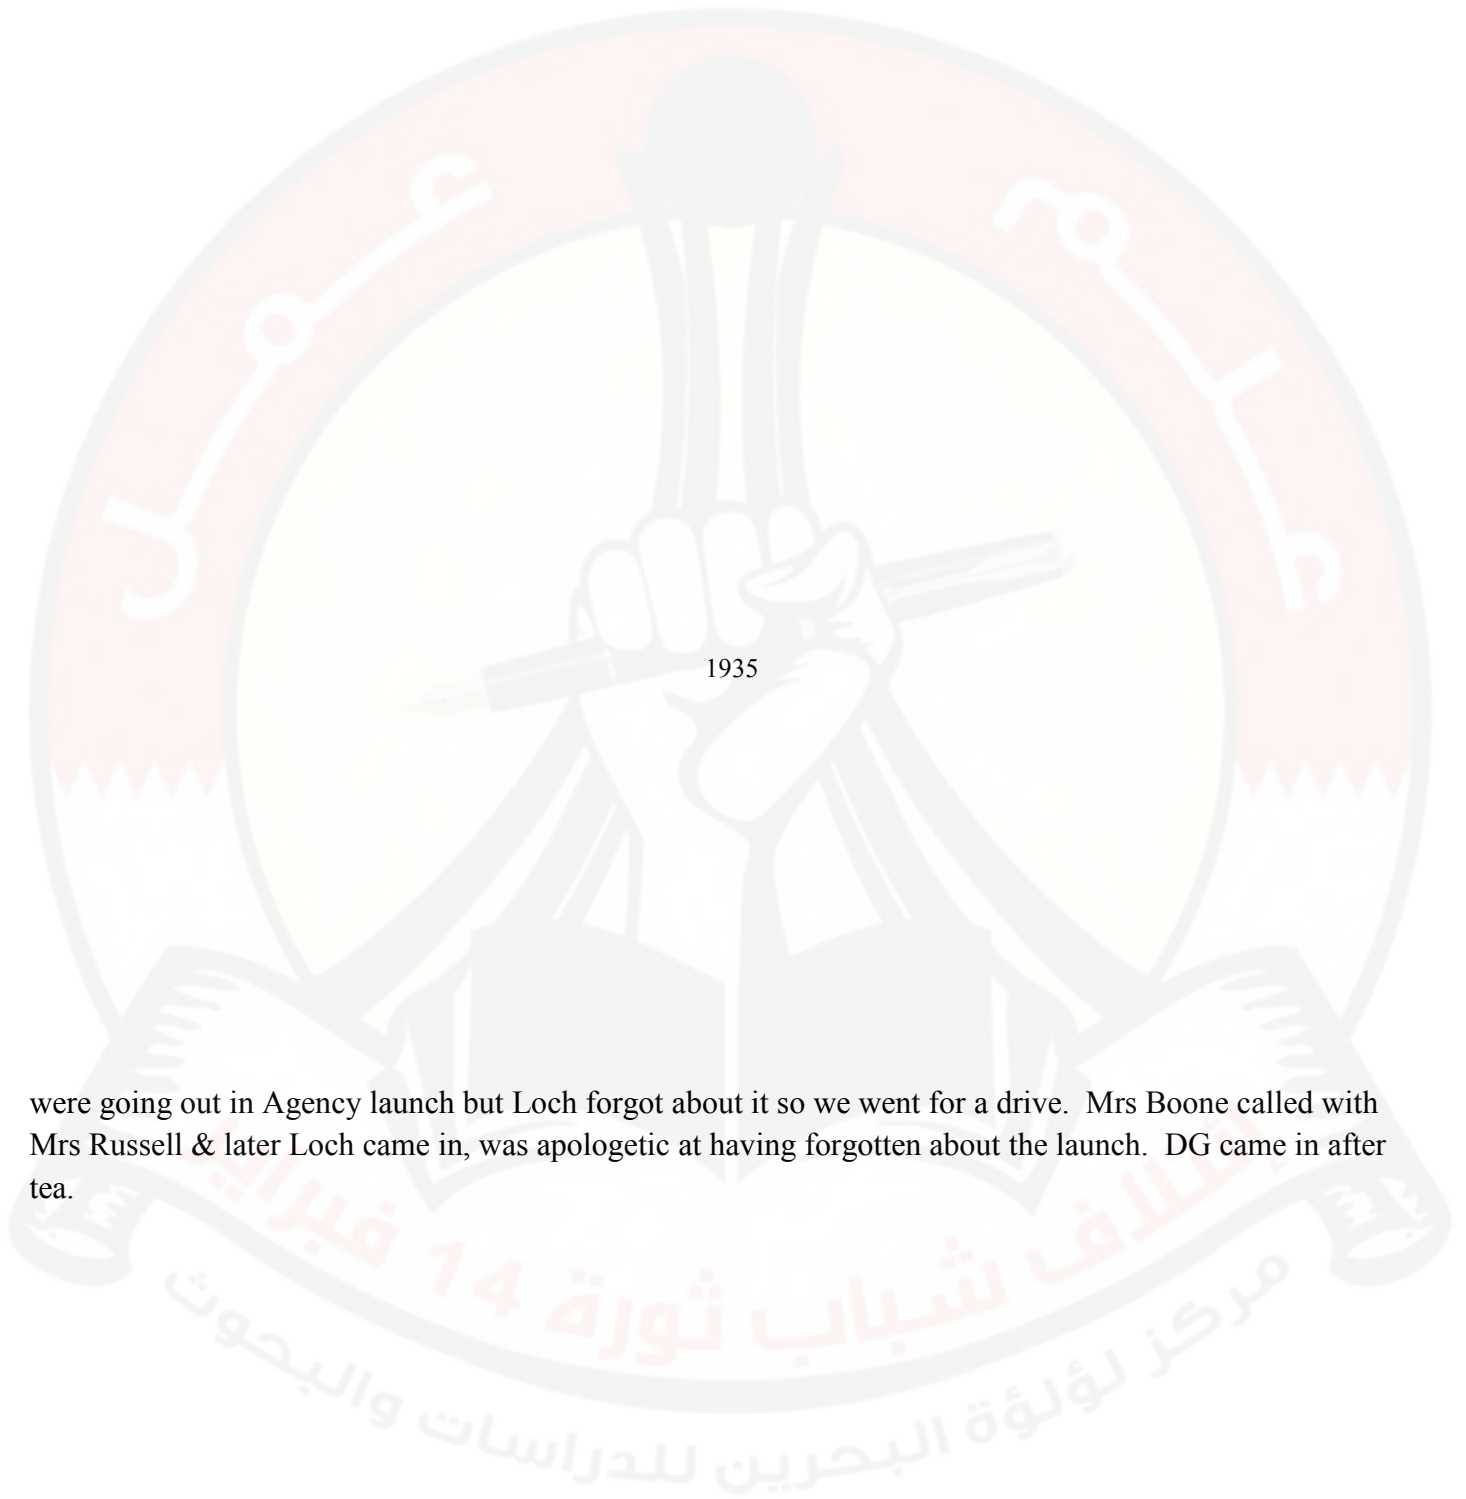 علم
عمل
1935
were going out in Agency launch but Loch forgot about it so we went for a drive.  Mrs Boone called with
Mrs Russell & later Loch came in, was apologetic at having forgotten about the launch.  DG came in after
tea.
ائتلاف شباب ثورة 14 فبراير
مركز لؤلؤة البحرين للدراسات والبحوث